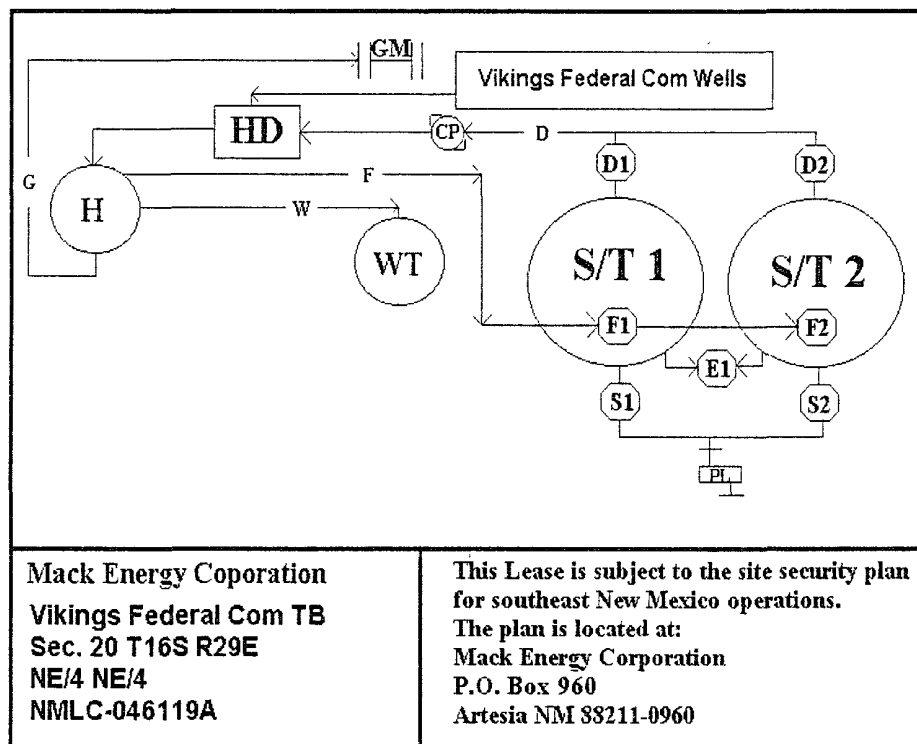 GM
Vikings Federal Com Wells
HD
CP
D
D1
D2
G
F
H
W
WT
S/T 1
S/T 2
F1
F2
E1
S1
S2
PL
Mack Energy Coporation
Vikings Federal Com TB
Sec. 20 T16S R29E
NE/4 NE/4
NMLC-046119A
This Lease is subject to the site security plan
for southeast New Mexico operations.
The plan is located at:
Mack Energy Corporation
P.O. Box 960
Artesia NM 88211-0960